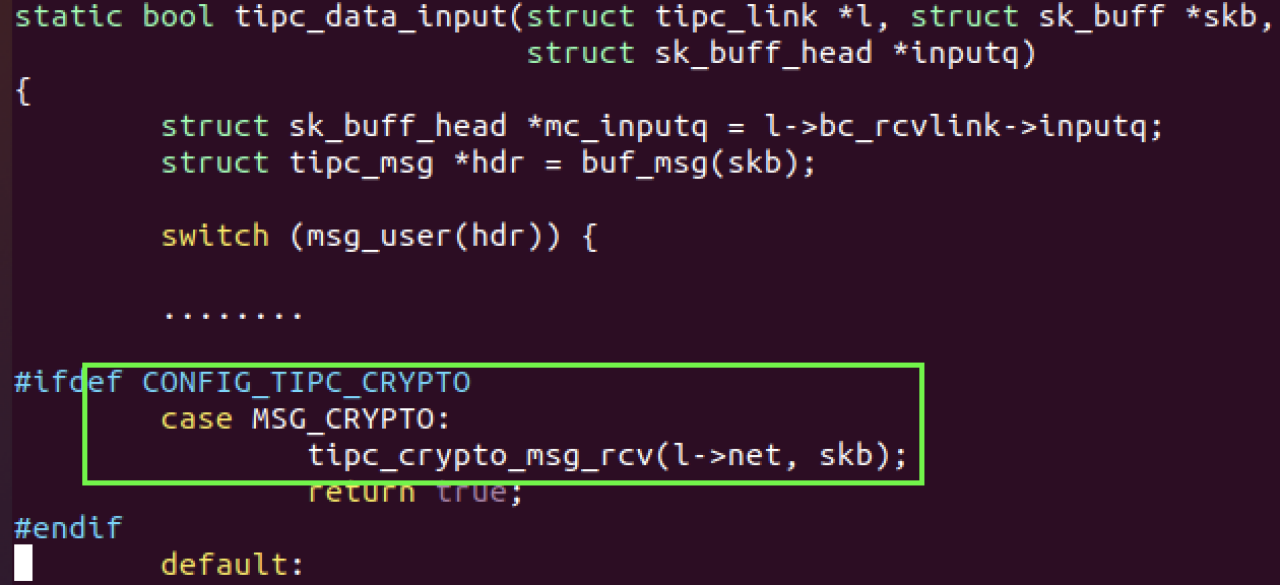 static bool tipc_data_input(struct tipc_link *l, struct sk_buff *skb,
struct sk_buff_head *inputq)
{
struct sk_buff_head *mc_inputq = l->bc_rcvlink->inputq;
struct tipc_msg *hdr = buf_msg(skb);
switch (msg_user(hdr)) {
........
#ifdef CONFIG_TIPC_CRYPTO
case MSG_CRYPTO:
tipc_crypto_msg_rcv(l->net, skb);
return true;
#endif
default: